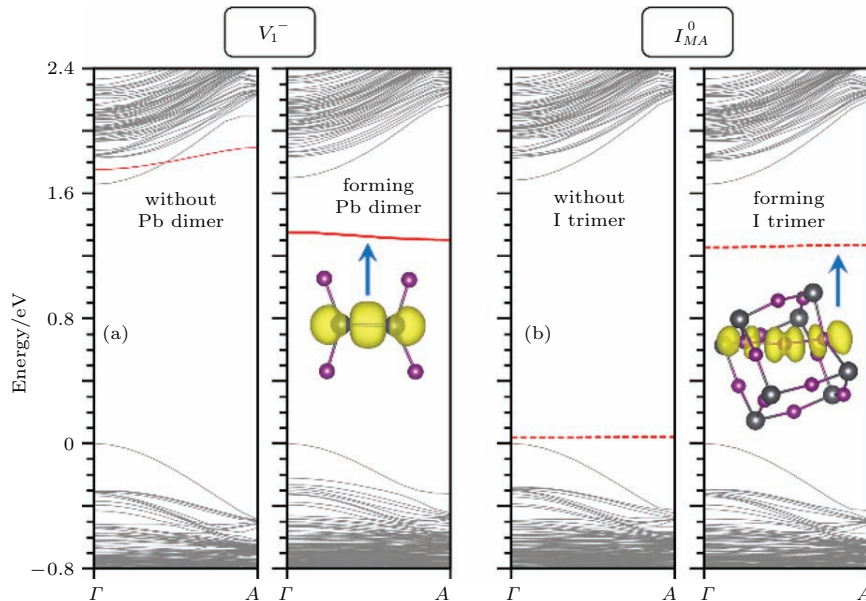 V₁⁻
I⁰_MA
2.4
1.6
0.8
0
−0.8
Energy/eV
without
Pb dimer
forming
Pb dimer
without
I trimer
forming
I trimer
(a)
(b)
Γ
A
Γ
A
Γ
A
Γ
A